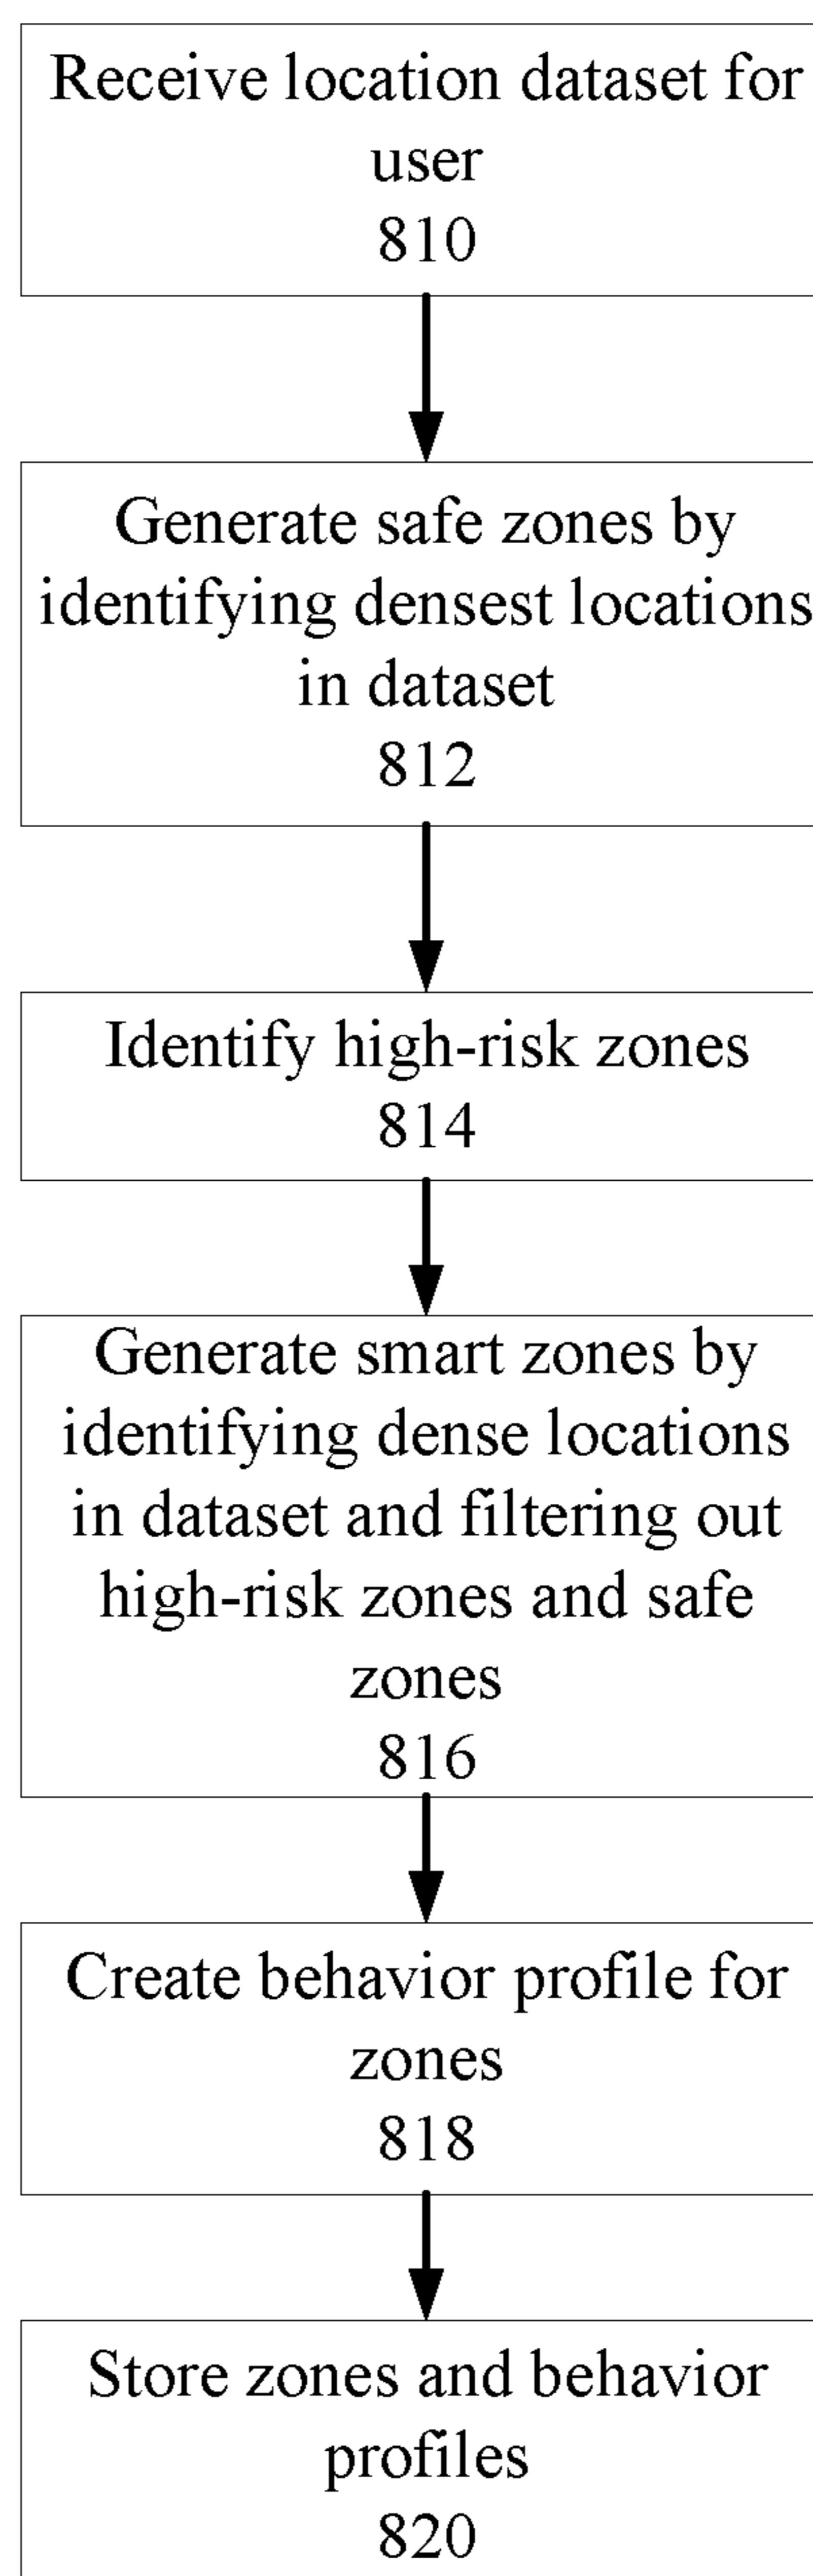 Receive location dataset for
user
810
Generate safe zones by
identifying densest locations
in dataset
812
Identify high-risk zones
814
Generate smart zones by
identifying dense locations
in dataset and filtering out
high-risk zones and safe
zones
816
Create behavior profile for
zones
818
Store zones and behavior
profiles
820